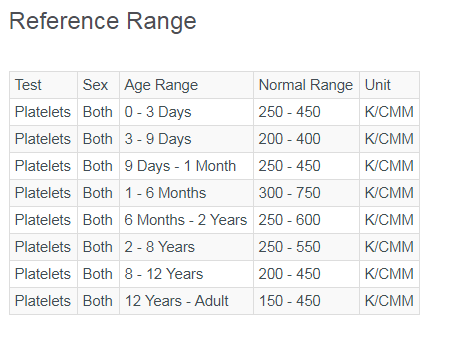 Reference Range
Test Sex Age Range Normal Range Unit
Platelets Both 0 - 3 Days 250 - 450 K/CMM
Platelets Both 3 - 9 Days 200 - 400 K/CMM
Platelets Both 9 Days - 1 Month 250 - 450 K/CMM
Platelets Both 1 - 6 Months 300 - 750 K/CMM
Platelets Both 6 Months - 2 Years 250 - 600 K/CMM
Platelets Both 2 - 8 Years 250 - 550 K/CMM
Platelets Both 8 - 12 Years 200 - 450 K/CMM
Platelets Both 12 Years - Adult 150 - 450 K/CMM